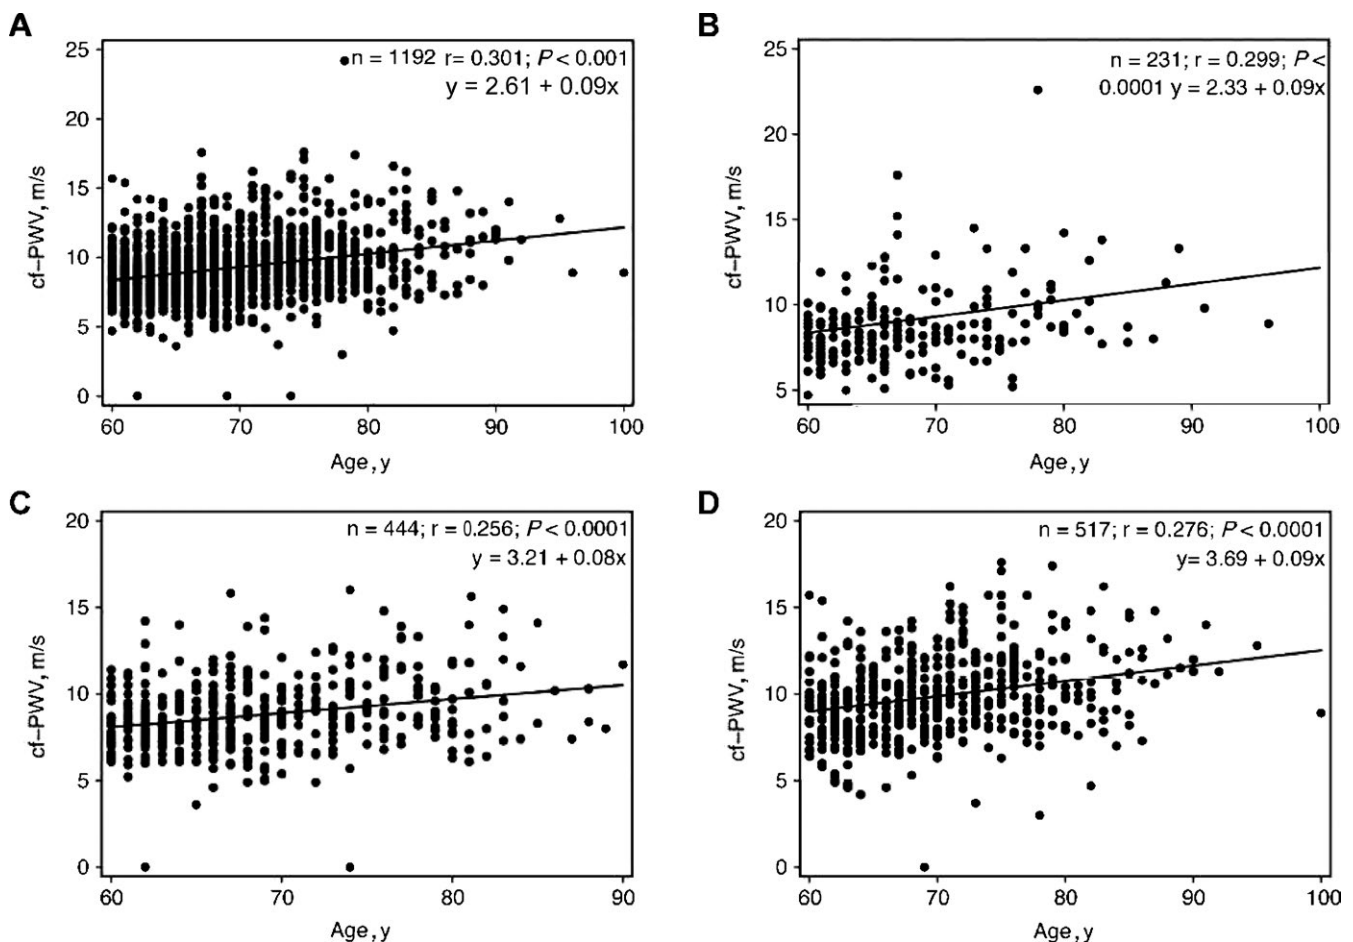 A
25
20
15
10
5
0
cf–PWV, m/s
n = 1192 r= 0.301; P < 0.001
y = 2.61 + 0.09x
60 70 80 90 100
Age, y
B
25
20
15
10
5
cf–PWV, m/s
n = 231; r = 0.299; P <
0.0001 y = 2.33 + 0.09x
60 70 80 90 100
Age, y
C
20
15
10
5
0
cf–PWV, m/s
n = 444; r = 0.256; P < 0.0001
y = 3.21 + 0.08x
60 70 80 90
Age, y
D
20
15
10
5
0
cf–PWV, m/s
n = 517; r = 0.276; P < 0.0001
y= 3.69 + 0.09x
60 70 80 90 100
Age, y